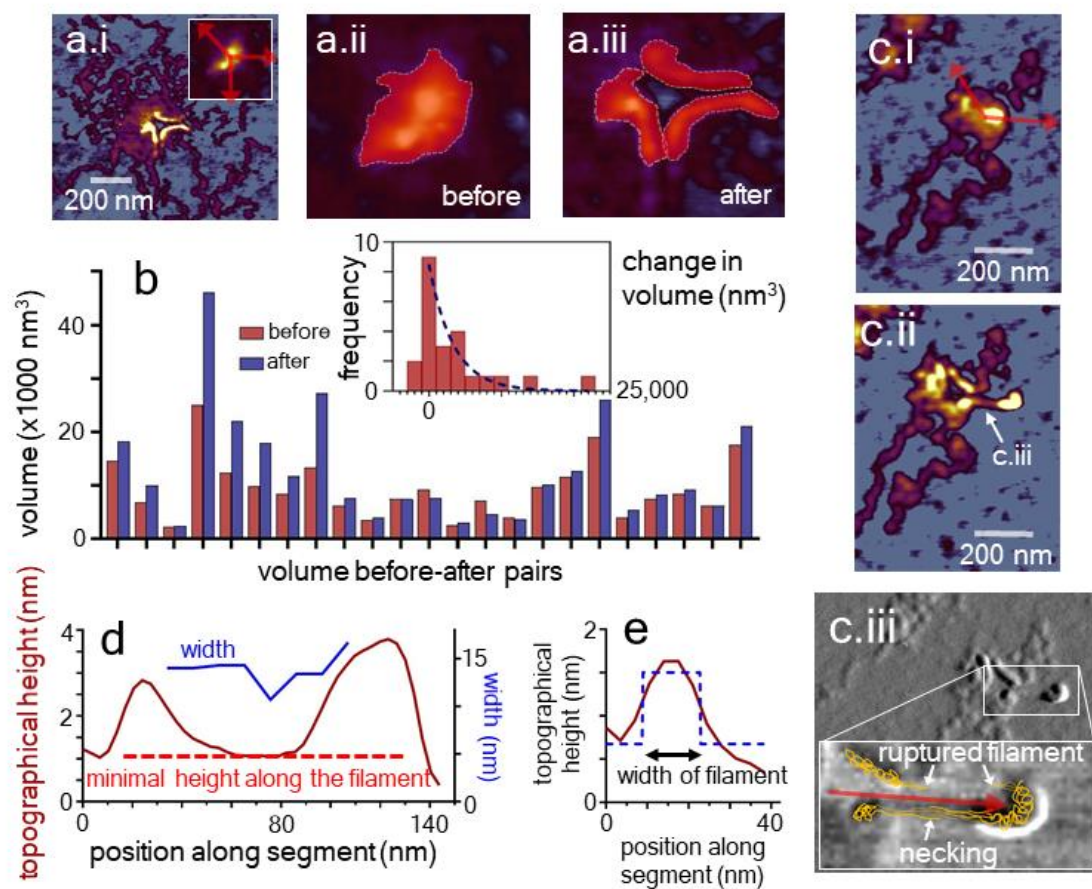 a.i
200 nm
a.ii
before
a.iii
after
c.i
200 nm
b
volume (x1000 nm³)
40
20
0
before
after
volume before-after pairs
10
5
0
frequency
0
25,000
change in
volume (nm³)
c.ii
c.iii
200 nm
d
topographical height (nm)
4
3
2
1
0
width
15
10
5
0
width (nm)
minimal height along the filament
0
80
140
position along segment (nm)
e
2
1
0
topographical
height (nm)
width of filament
0
40
position along
segment (nm)
c.iii
ruptured filament
necking